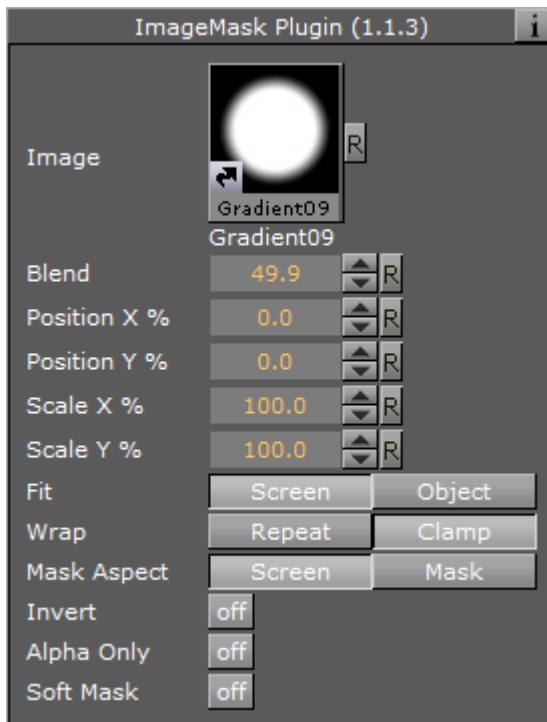 ImageMask Plugin (1.1.3) i
Image
R
Gradient09
Gradient09
Blend 49.9 R
Position X % 0.0 R
Position Y % 0.0 R
Scale X % 100.0 R
Scale Y % 100.0 R
Fit Screen Object
Wrap Repeat Clamp
Mask Aspect Screen Mask
Invert off
Alpha Only off
Soft Mask off